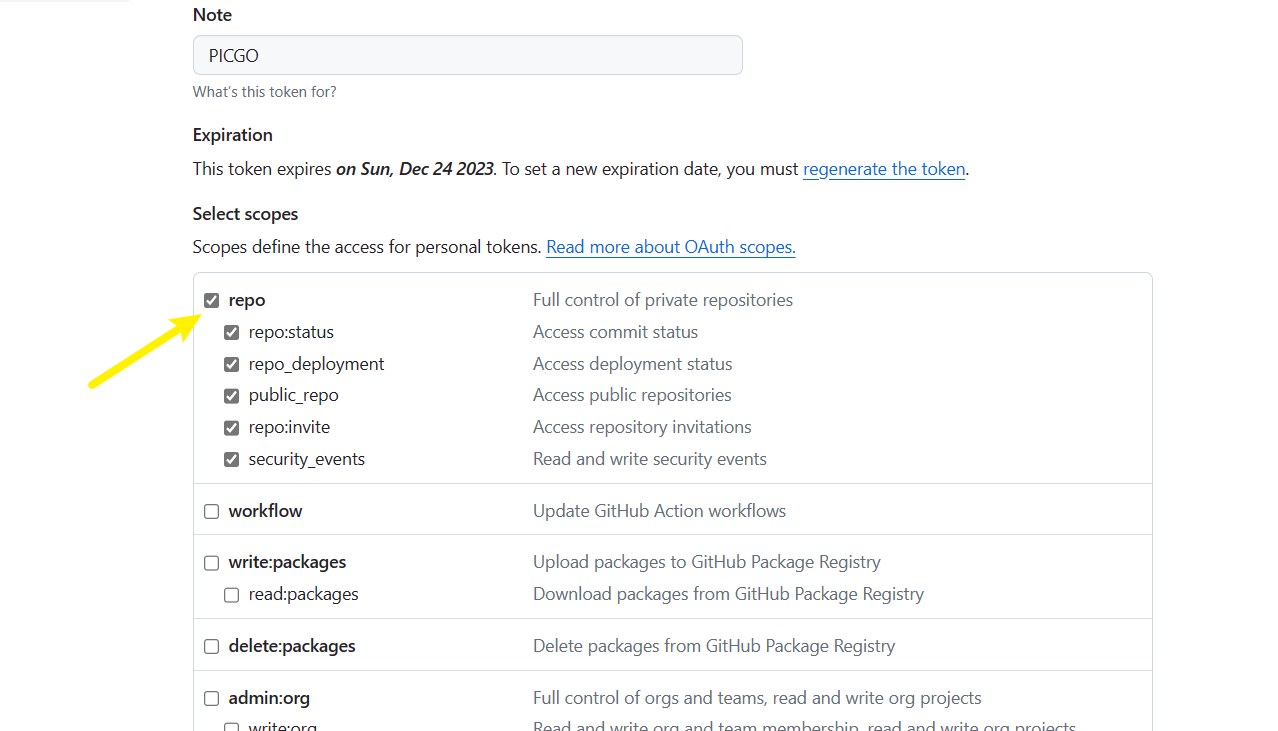 Note
PICGO
What's this token for?
Expiration
This token expires on Sun, Dec 24 2023. To set a new expiration date, you must regenerate the token.
Select scopes
Scopes define the access for personal tokens. Read more about OAuth scopes.
repo Full control of private repositories
repo:status Access commit status
repo_deployment Access deployment status
public_repo Access public repositories
repo:invite Access repository invitations
security_events Read and write security events
workflow Update GitHub Action workflows
write:packages Upload packages to GitHub Package Registry
read:packages Download packages from GitHub Package Registry
delete:packages Delete packages from GitHub Package Registry
admin:org Full control of orgs and teams, read and write org projects
write:org Read and write org and team membership, read and write org projects